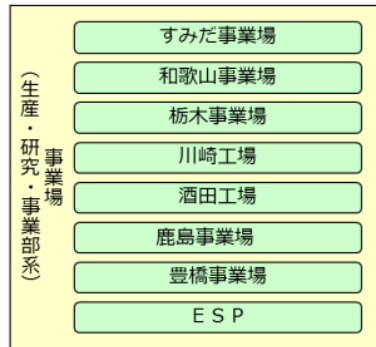 事業場
（生産・研究・事業部系）
すみだ事業場
和歌山事業場
栃木事業場
川崎工場
酒田工場
鹿島事業場
豊橋事業場
ＥＳＰ